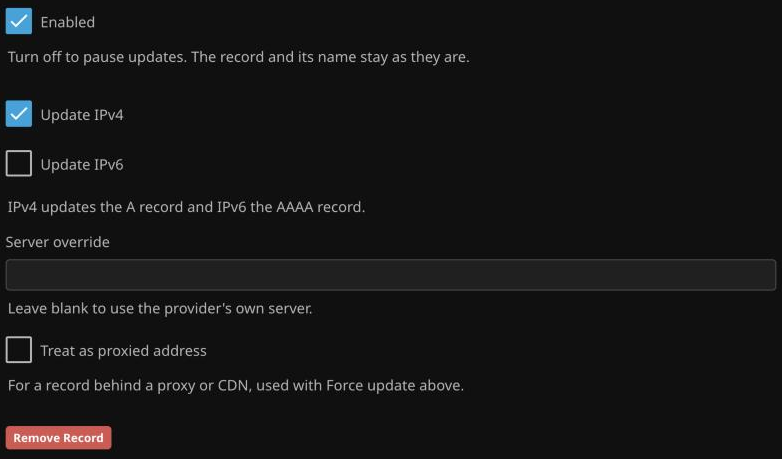 Enabled
Turn off to pause updates. The record and its name stay as they are.
Update IPv4
Update IPv6
IPv4 updates the A record and IPv6 the AAAA record.
Server override
Leave blank to use the provider's own server.
Treat as proxied address
For a record behind a proxy or CDN, used with Force update above.
Remove Record